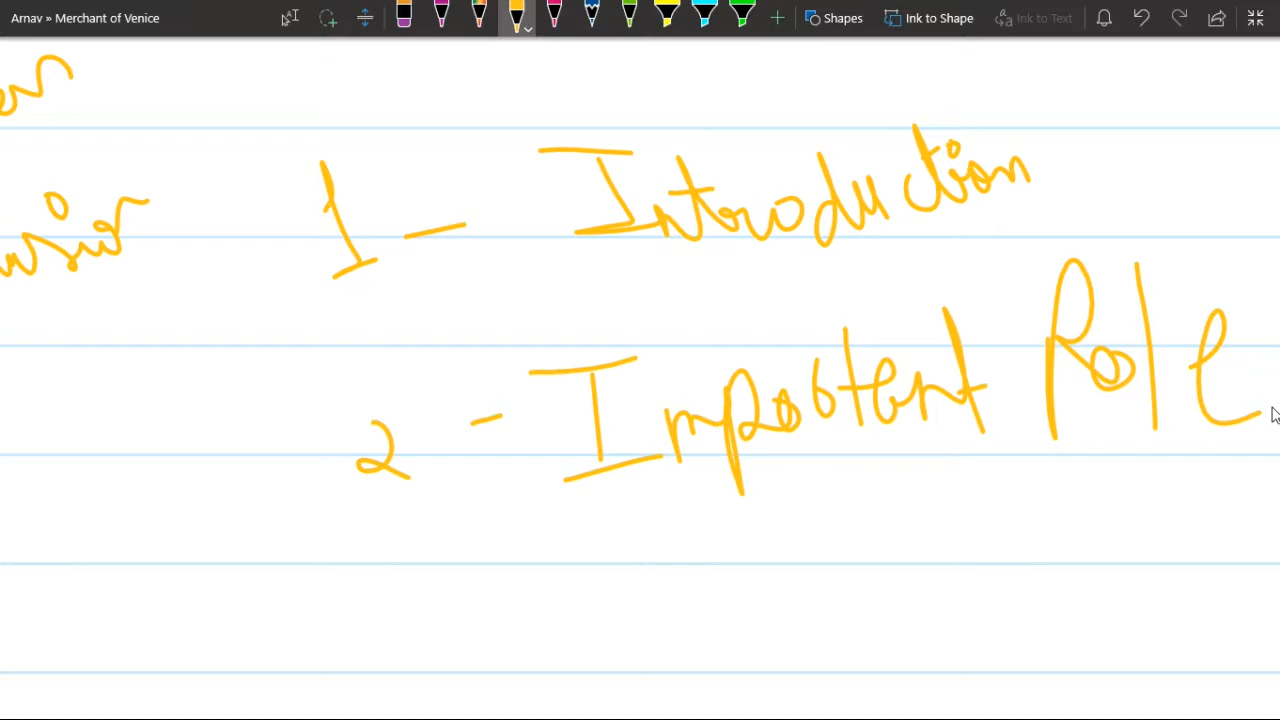 Arnav » Merchant of Venice
Shapes
Ink to Shape
Ink to Text
1 - Introduction
2 - Important Role